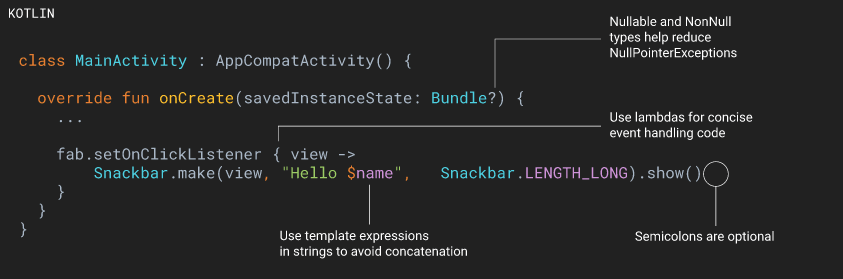 KOTLIN
Nullable and NonNull
types help reduce
NullPointerExceptions
class MainActivity : AppCompatActivity() {
override fun onCreate(savedInstanceState: Bundle?) {
...
Use lambdas for concise
event handling code
fab.setOnClickListener { view ->
Snackbar.make(view, "Hello $name", Snackbar.LENGTH_LONG).show()
}
}
}
Use template expressions
in strings to avoid concatenation
Semicolons are optional